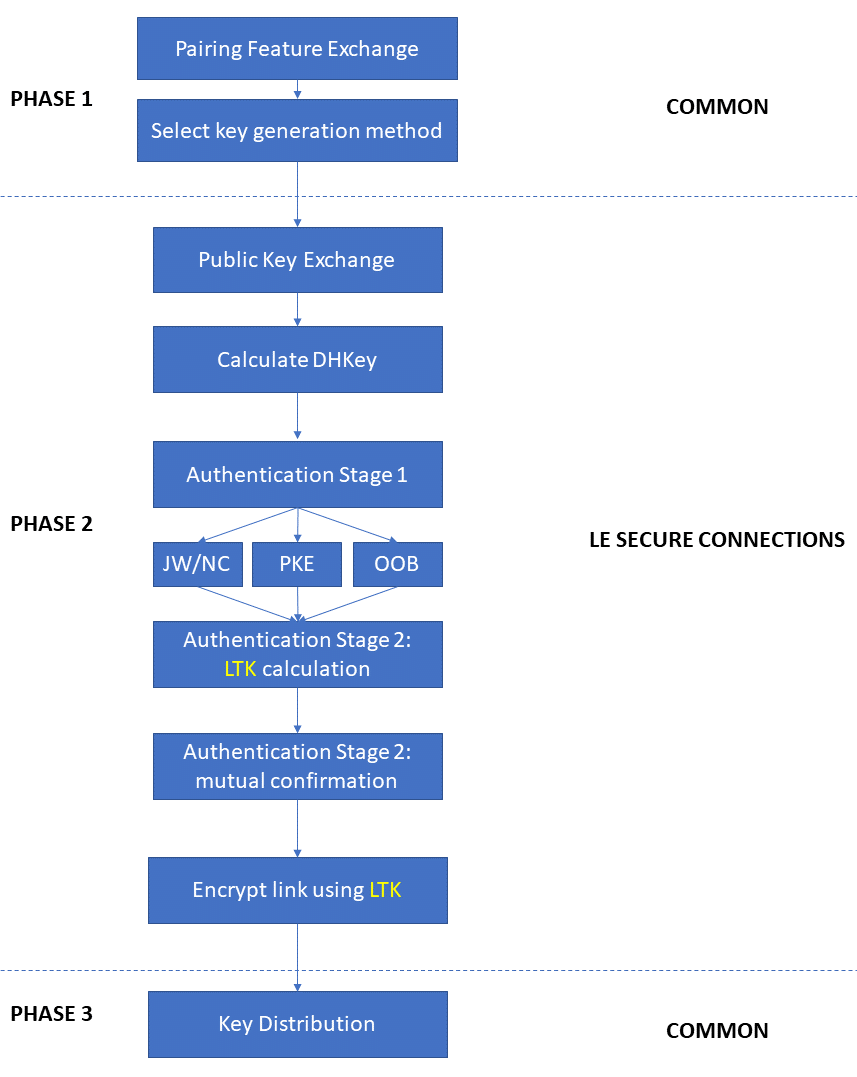 Pairing Feature Exchange
PHASE 1
COMMON
Select key generation method
Public Key Exchange
Calculate DHKey
Authentication Stage 1
PHASE 2
LE SECURE CONNECTIONS
JW/NC
PKE
OOB
Authentication Stage 2:
LTK calculation
Authentication Stage 2:
mutual confirmation
Encrypt link using LTK
PHASE 3
Key Distribution
COMMON